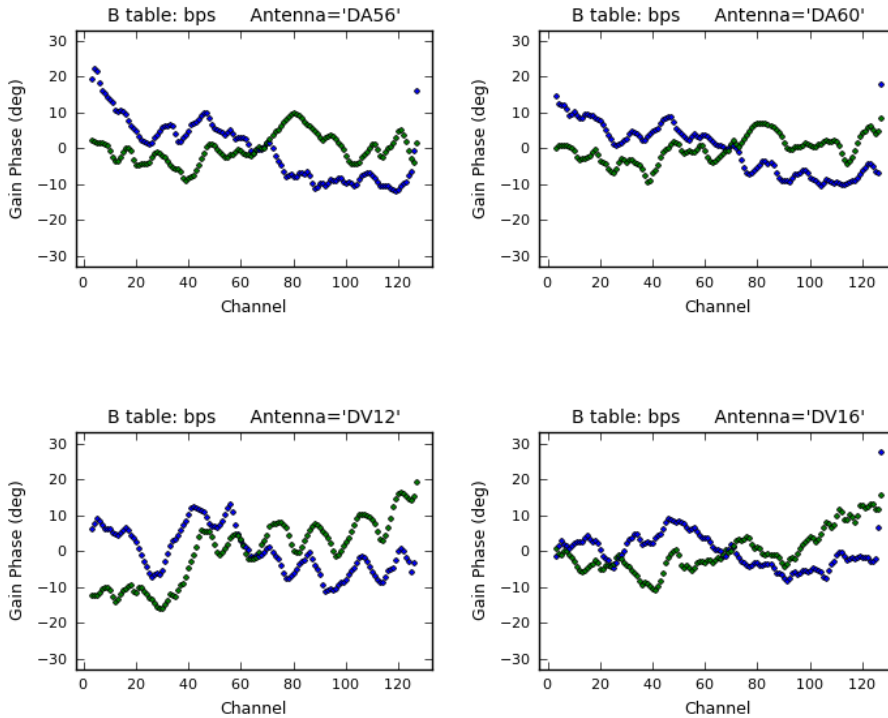 B table: bps Antenna='DA56'
Gain Phase (deg)
30
20
10
0
−10
−20
−30
0 20 40 60 80 100 120
Channel
B table: bps Antenna='DA60'
Gain Phase (deg)
30
20
10
0
−10
−20
−30
0 20 40 60 80 100 120
Channel
B table: bps Antenna='DV12'
Gain Phase (deg)
30
20
10
0
−10
−20
−30
0 20 40 60 80 100 120
Channel
B table: bps Antenna='DV16'
Gain Phase (deg)
30
20
10
0
−10
−20
−30
0 20 40 60 80 100 120
Channel